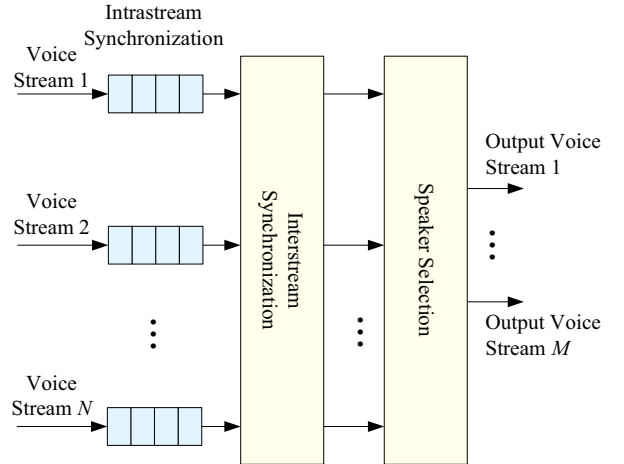 Intrastream
Synchronization
Voice
Stream 1
Voice
Stream 2
Voice
Stream N
Interstream
Synchronization
Speaker Selection
Output Voice
Stream 1
Output Voice
Stream M